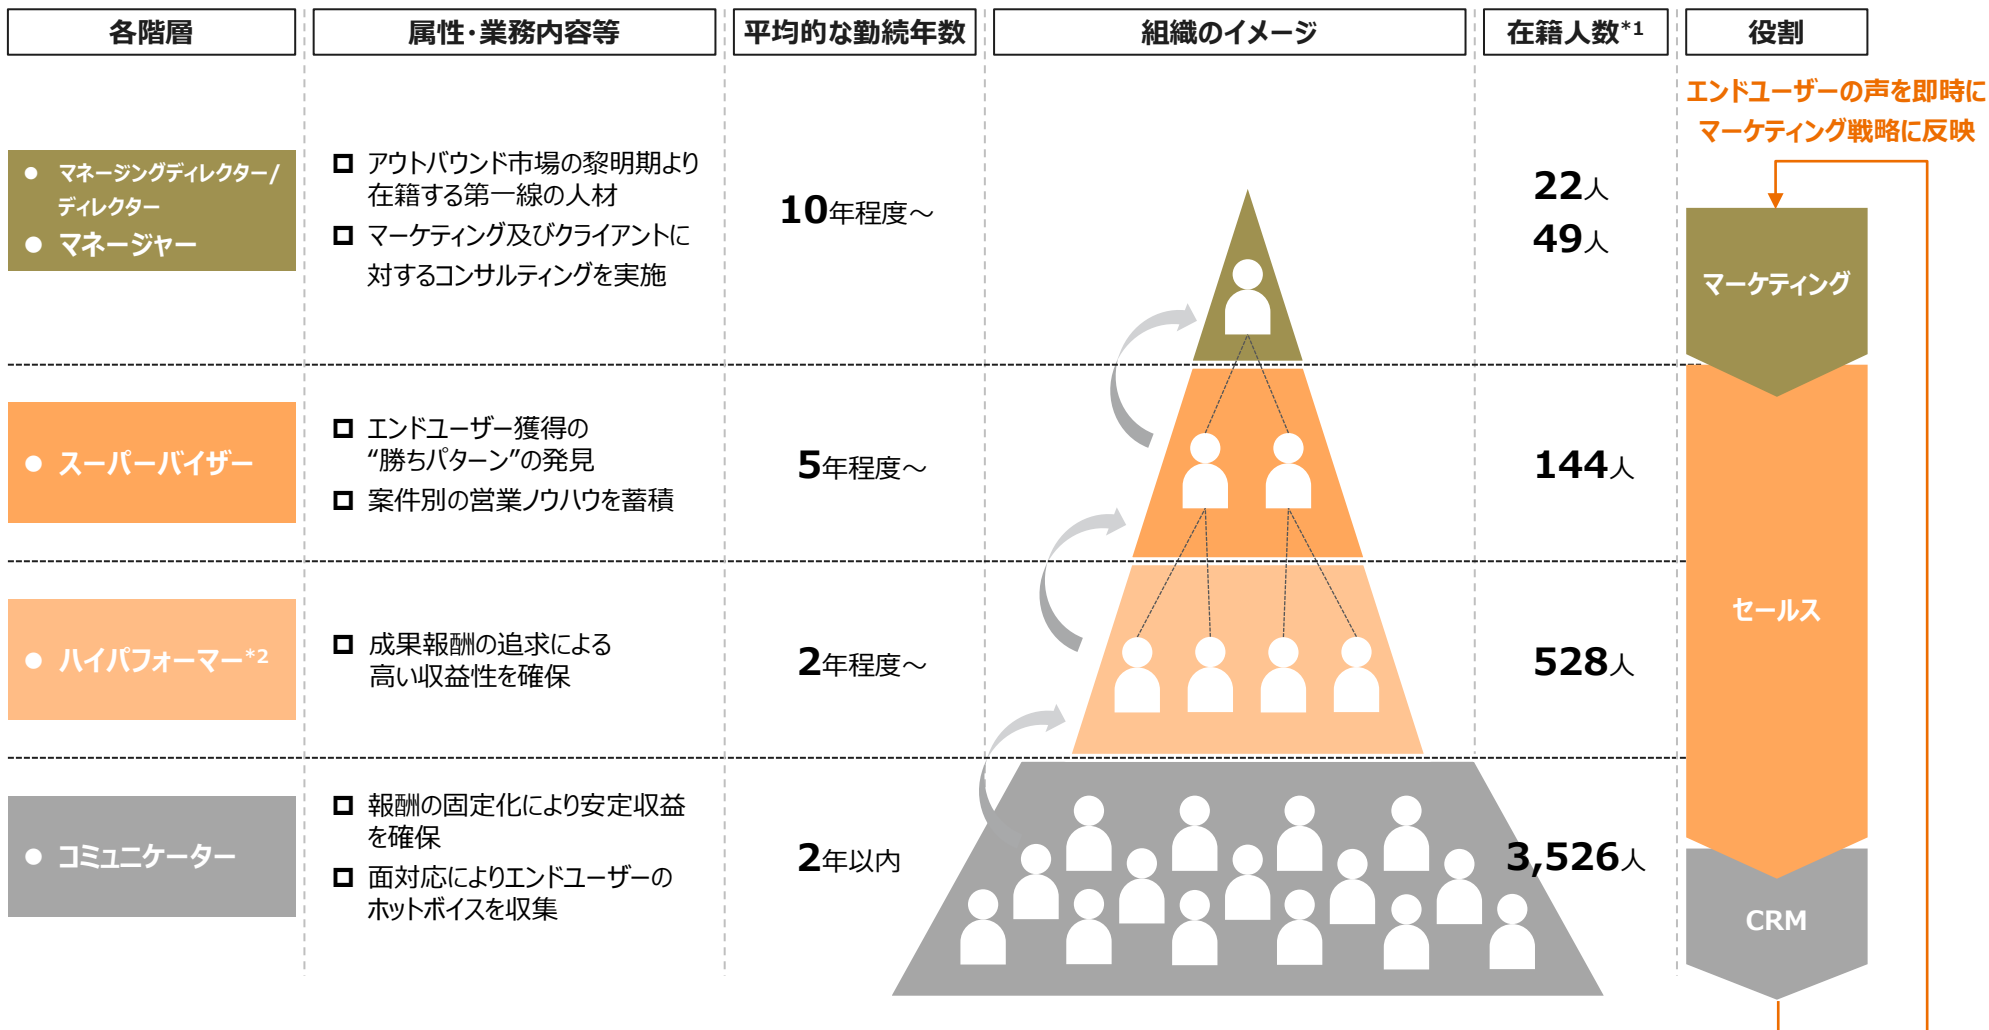 各階層
属性・業務内容等
平均的な勤続年数
組織のイメージ
在籍人数*1
役割
エンドユーザーの声を即時に
マーケティング戦略に反映
● マネージングディレクター/
ディレクター
● マネージャー
アウトバウンド市場の黎明期より
在籍する第一線の人材
マーケティング及びクライアントに
対するコンサルティングを実施
10年程度～
22人
49人
マーケティング
● スーパーバイザー
エンドユーザー獲得の
“勝ちパターン”の発見
案件別の営業ノウハウを蓄積
5年程度～
144人
セールス
● ハイパフォーマー*2
成果報酬の追求による
高い収益性を確保
2年程度～
528人
● コミュニケーター
報酬の固定化により安定収益
を確保
面対応によりエンドユーザーの
ホットボイスを収集
2年以内
3,526人
CRM